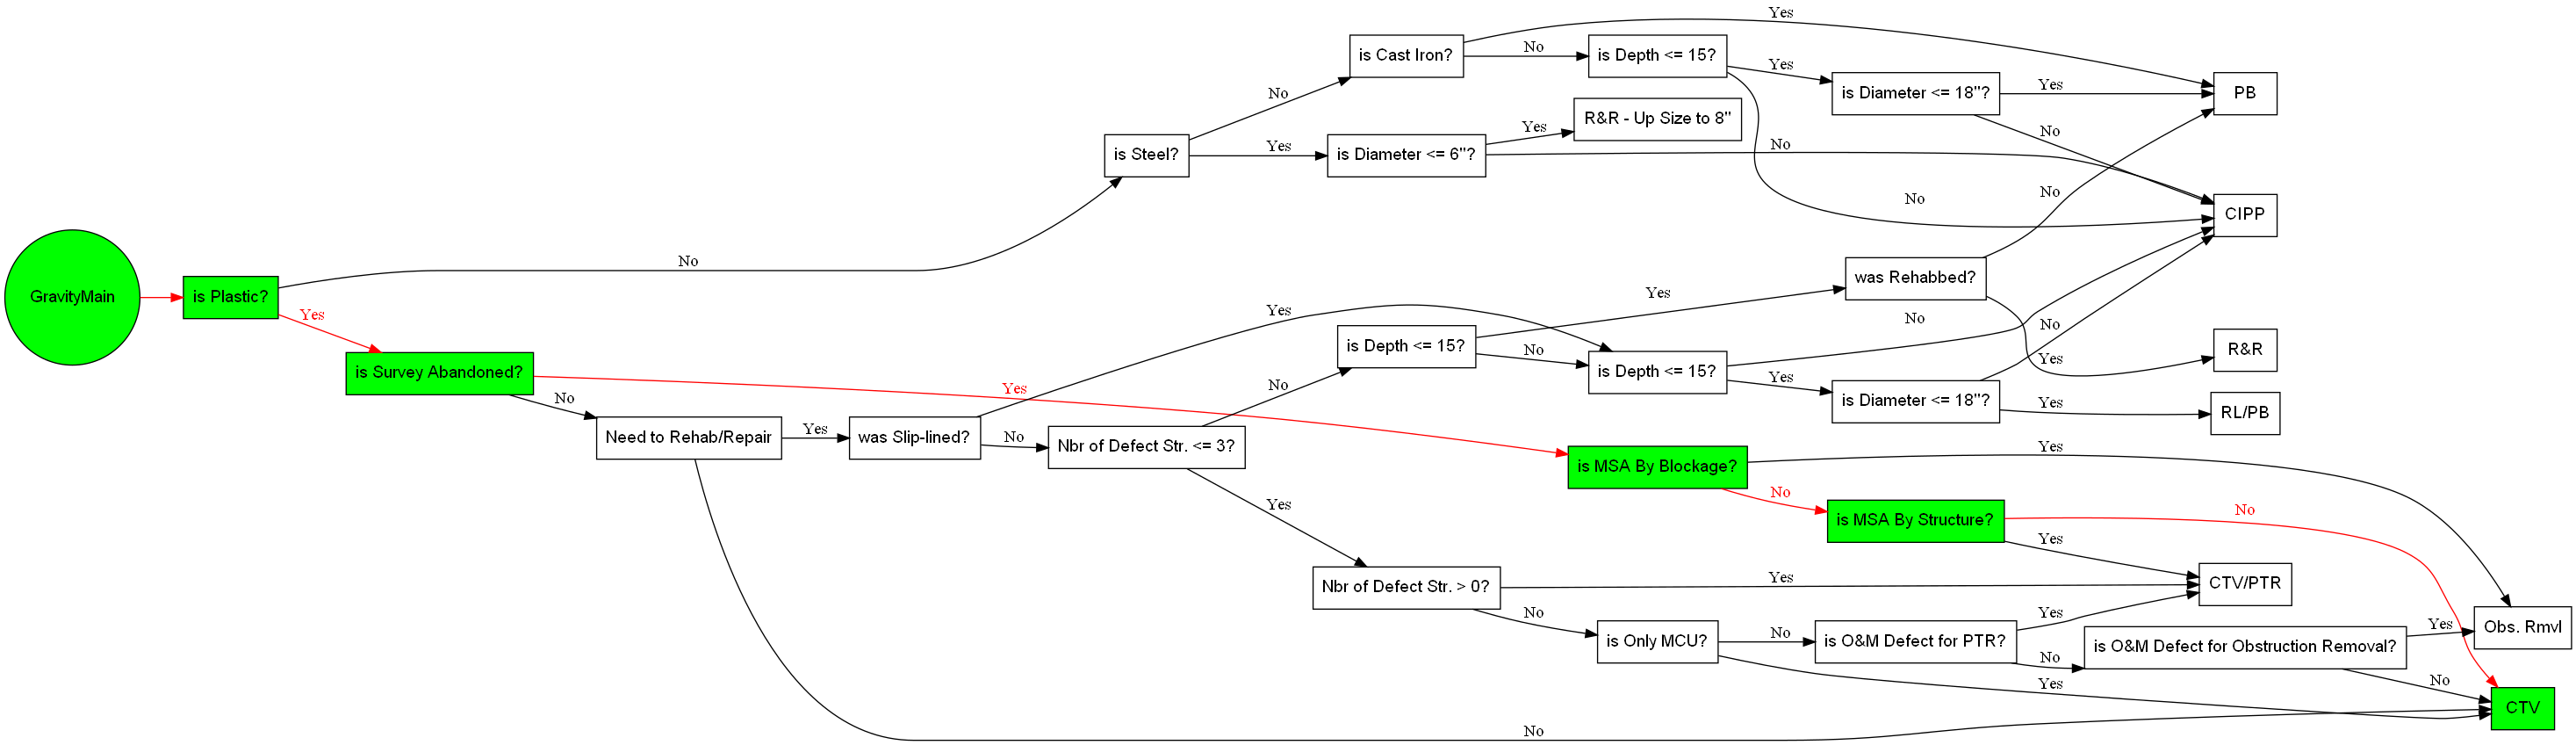 Yes
is Cast Iron?
No
is Depth <= 15?
Yes
is Diameter <= 18"?
Yes
PB
No
R&R - Up Size to 8"
Yes
is Steel?
Yes
is Diameter <= 6"?
No
No
No
No
CIPP
No
was Rehabbed?
GravityMain
is Plastic?
Yes
Yes
Yes
No
No
is Depth <= 15?
No
Yes
R&R
is Survey Abandoned?
Yes
No
is Depth <= 15?
Yes
is Diameter <= 18"?
Yes
RL/PB
No
Need to Rehab/Repair
Yes
was Slip-lined?
No
Nbr of Defect Str. <= 3?
Yes
is MSA By Blockage?
No
Yes
is MSA By Structure?
No
Yes
Nbr of Defect Str. > 0?
Yes
CTV/PTR
No
is Only MCU?
No
is O&M Defect for PTR?
Yes
No
is O&M Defect for Obstruction Removal?
Yes
Obs. Rmvl
Yes
No
CTV
No